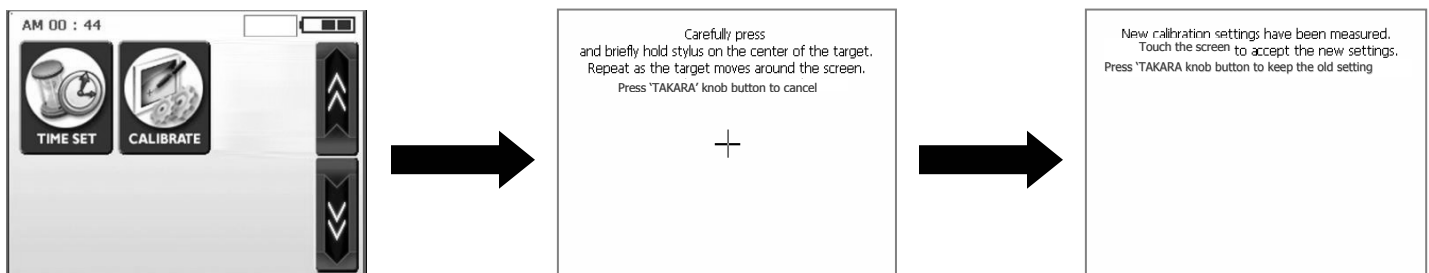 AM 00 : 44
TIME SET
CALIBRATE
Carefully press
and briefly hold stylus on the center of the target.
Repeat as the target moves around the screen.
Press 'TAKARA' knob button to cancel
New calibration settings have been measured.
Touch the screen to accept the new settings.
Press 'TAKARA knob button to keep the old setting